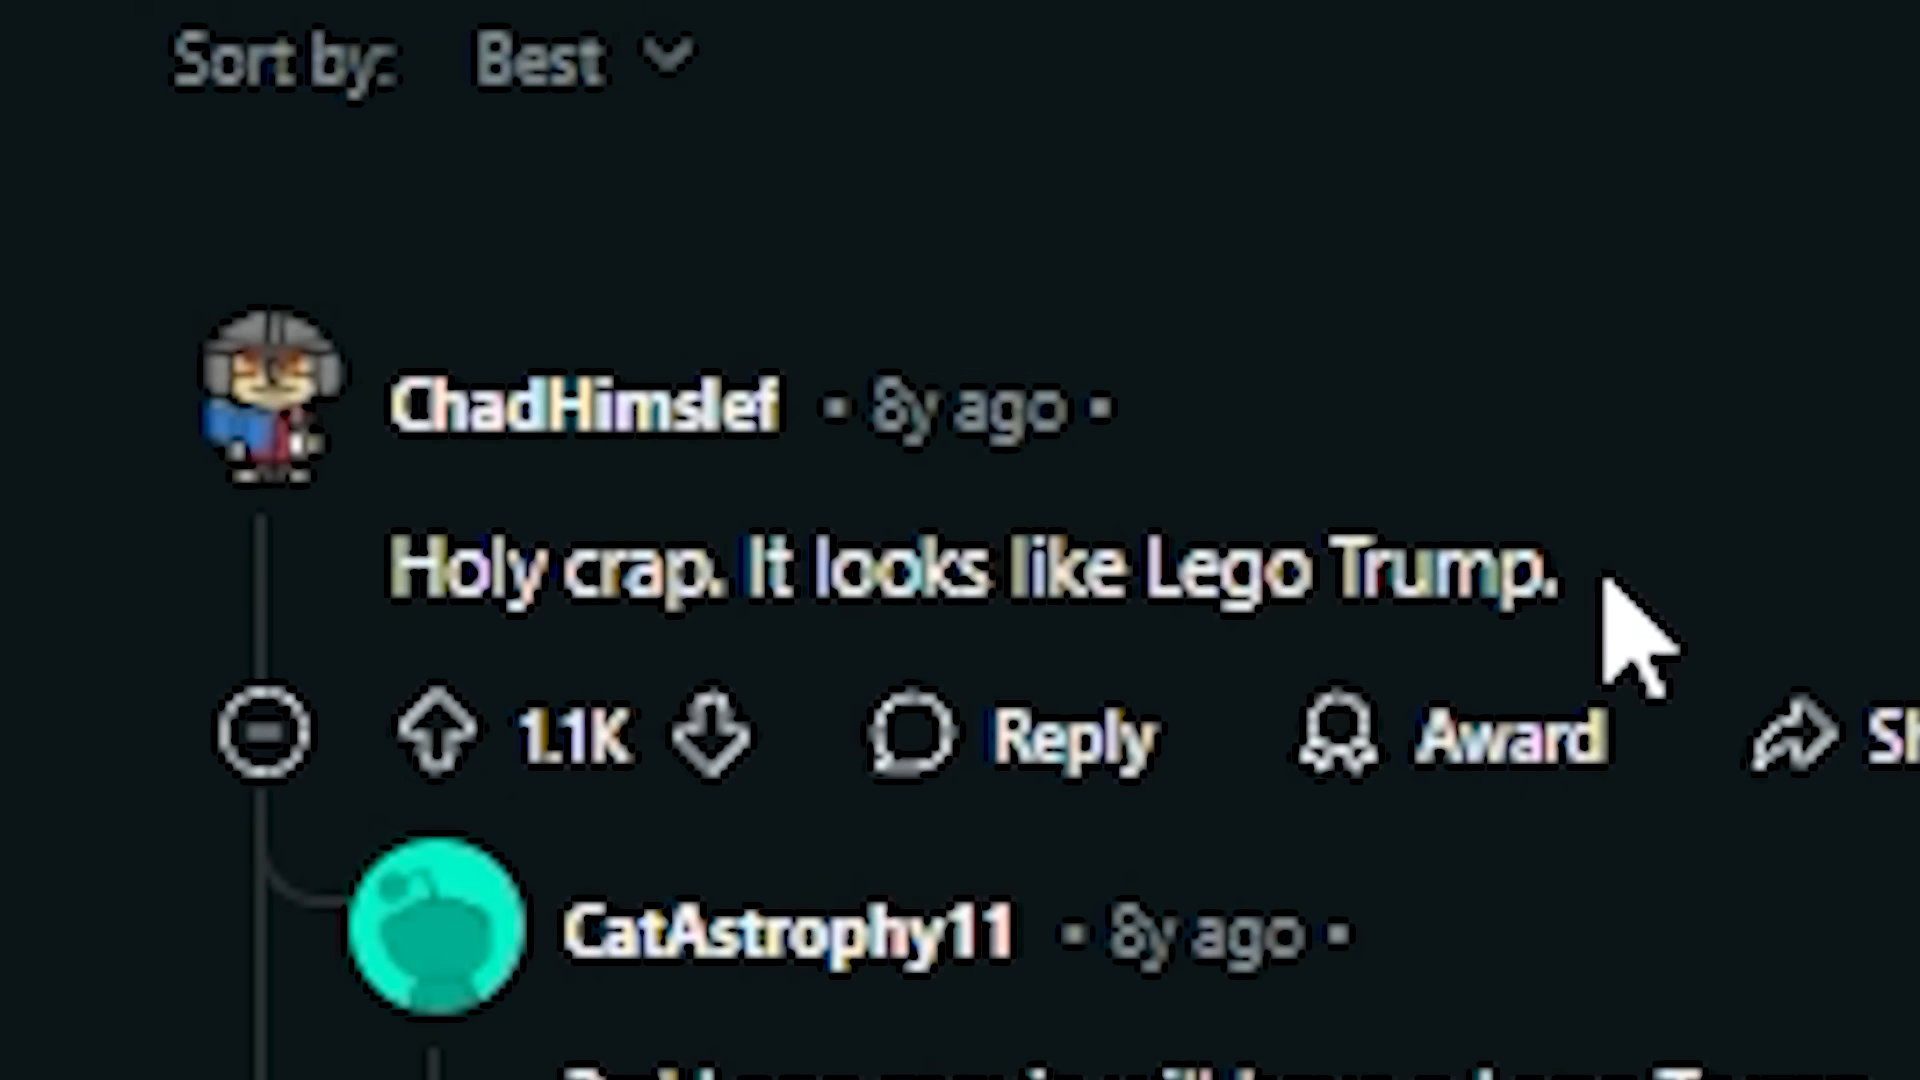 Sort by: Best
ChadHimslef • 8y ago •
Holy crap. It looks like Lego Trump.
1.1K Reply Award Sh
CatAstrophy11 • 8y ago •